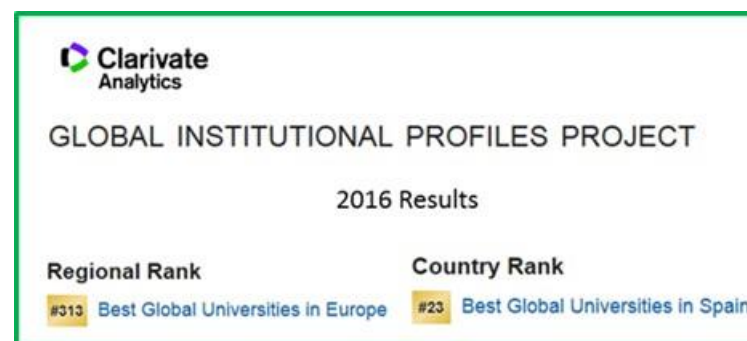 Clarivate
Analytics
GLOBAL INSTITUTIONAL PROFILES PROJECT
2016 Results
Regional Rank
Country Rank
#313 Best Global Universities in Europe
#23 Best Global Universities in Spain